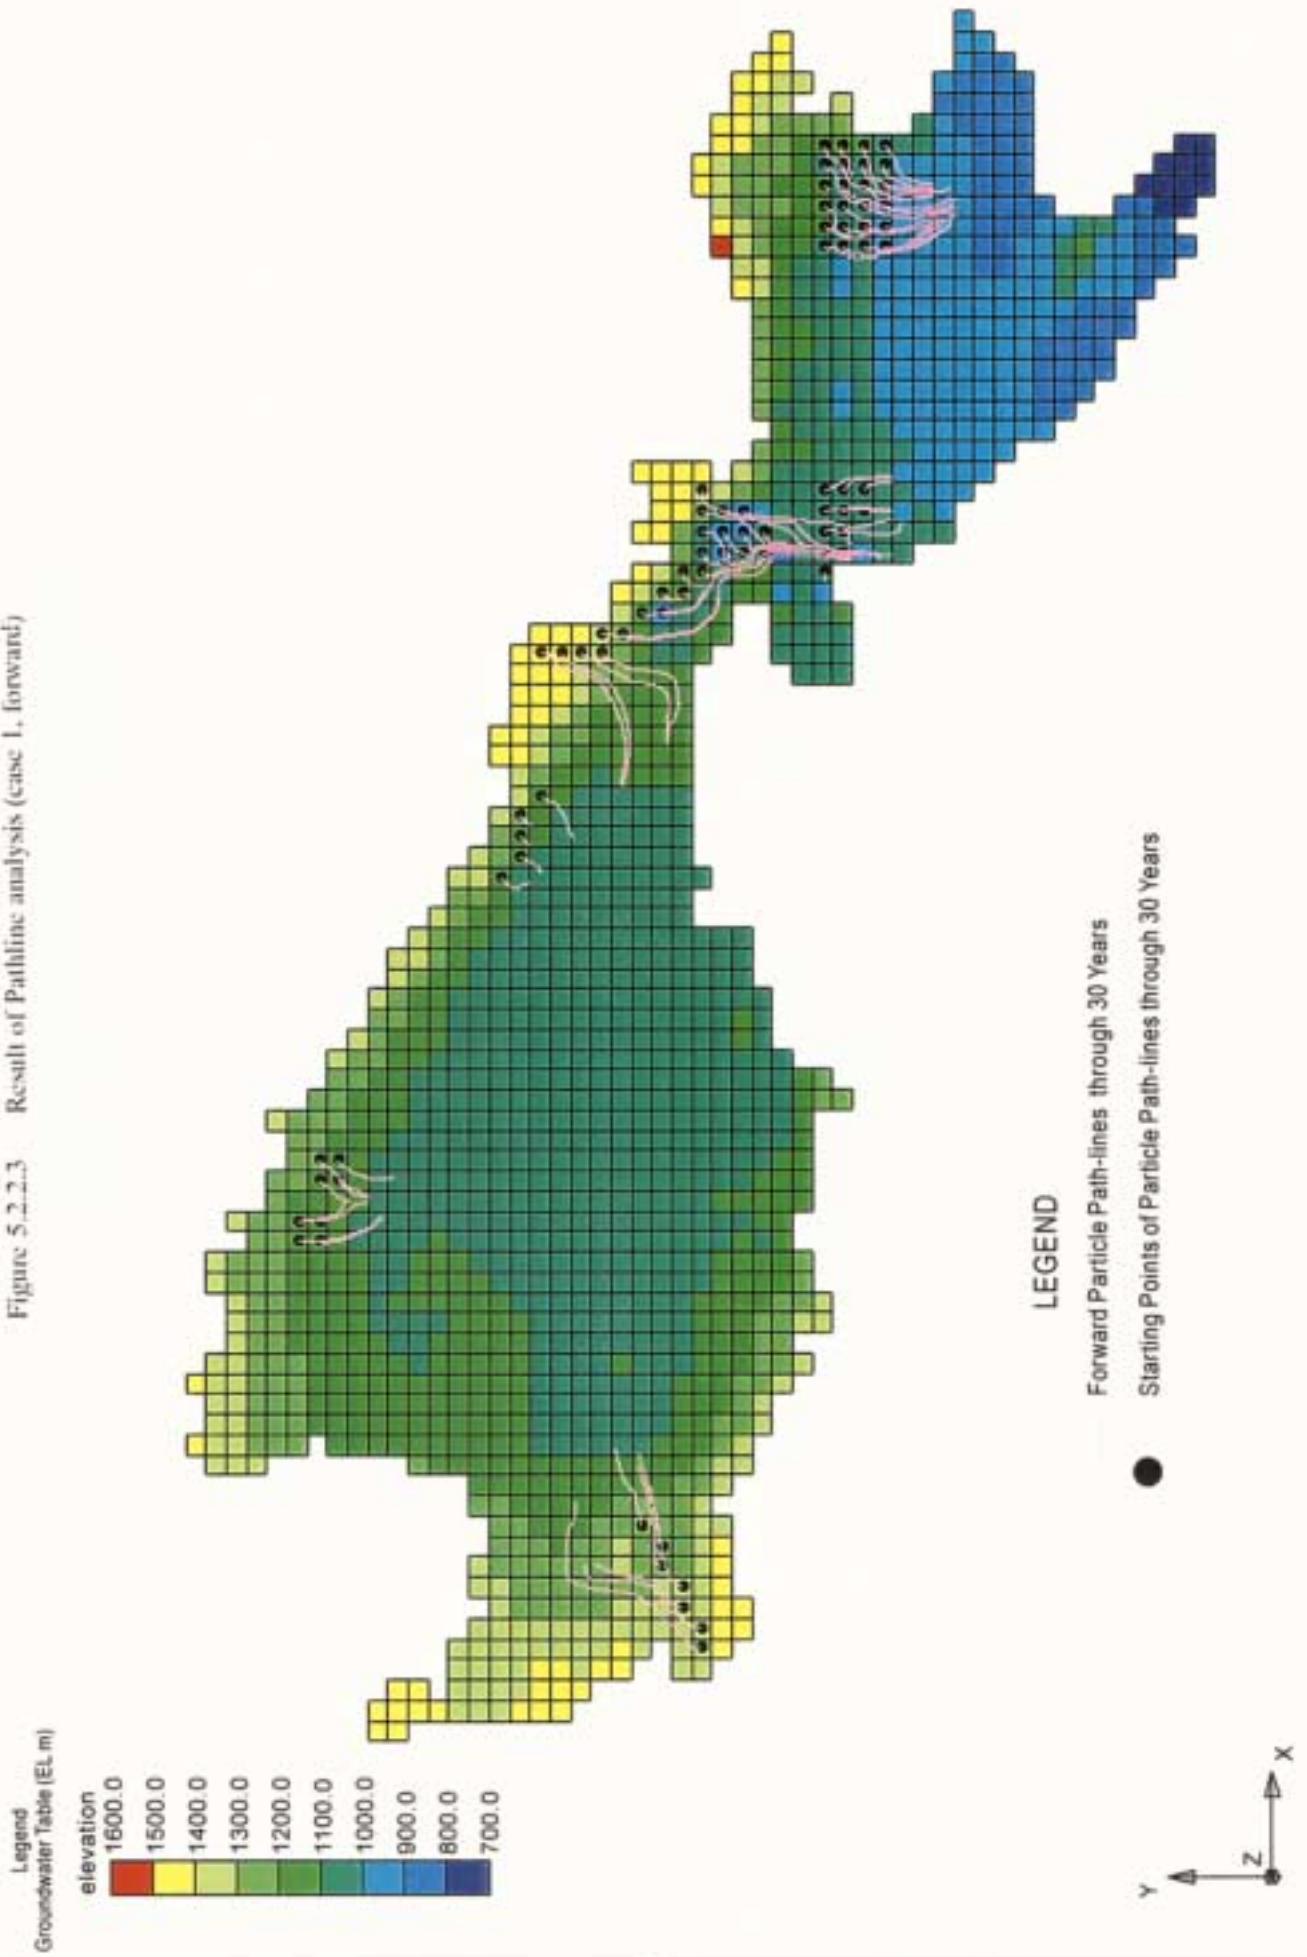 Figure 5.2.2.3 Result of Pathline analysis (case 1, forward)
Legend
Groundwater Table (EL.m)
elevation
1600.0
1500.0
1400.0
1300.0
1200.0
1100.0
1000.0
900.0
800.0
700.0
LEGEND
Forward Particle Path-lines through 30 Years
Starting Points of Particle Path-lines through 30 Years
Y
Z
X